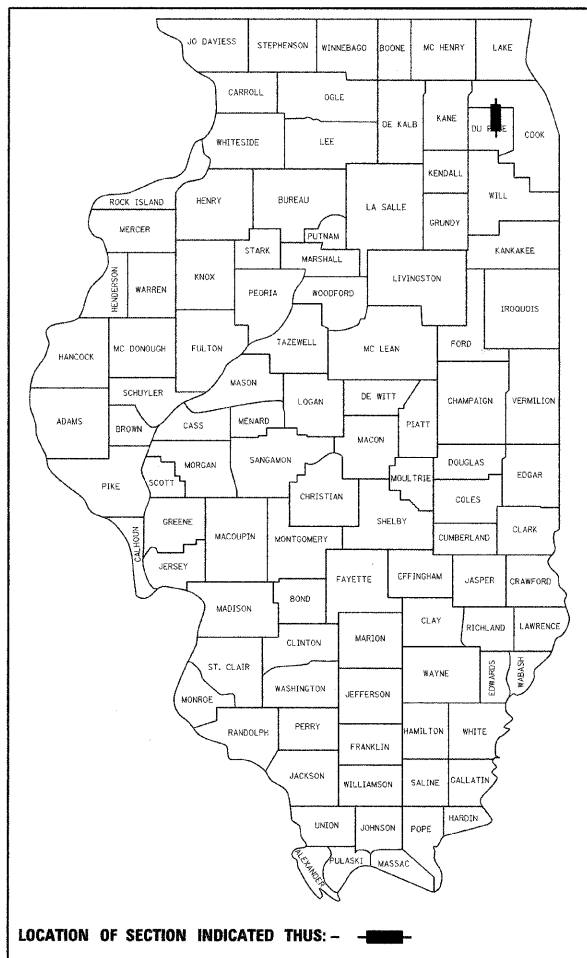 JO DAVIESS STEPHENSON WINNEBAGO BOONE MC HENRY LAKE
CARROLL OGLE
DE KALB KANE DU PAGE COOK
WHITESIDE LEE
KENDALL
ROCK ISLAND HENRY BUREAU LA SALLE WILL
MERCER PUTNAM GRUNDY
STARK MARSHALL KANKAKEE
HENDERSON WARREN KNOX PEORIA WOODFORD LIVINGSTON
IROQUOIS
HANCOCK MC DONOUGH FULTON TAZEWELL MC LEAN FORD
MASON
SCHUYLER LOGAN DE WITT CHAMPAIGN VERMILION
ADAMS BROWN CASS MENARD PIATT
MACON
PIKE SCOTT MORGAN SANGAMON MOULTRIE DOUGLAS EDGAR
CHRISTIAN COLES
GREENE SHELBY
CALHOUN MACOUPIN MONTGOMERY CUMBERLAND CLARK
JERSEY
FAYETTE EFFINGHAM JASPER CRAWFORD
MADISON BOND
CLAY RICHLAND LAWRENCE
CLINTON MARION
ST. CLAIR WAYNE EDWARDS WABASH
WASHINGTON JEFFERSON
MONROE
RANDOLPH PERRY HAMILTON WHITE
FRANKLIN
JACKSON WILLIAMSON SALINE GALLATIN
UNION JOHNSON POPE HARDIN
ALEXANDER PULASKI MASSAC
LOCATION OF SECTION INDICATED THUS: -